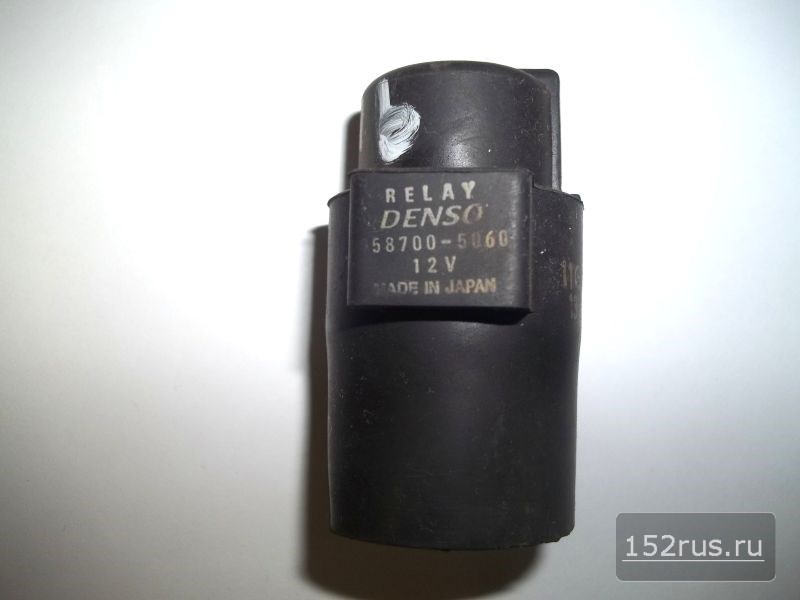 RELAY
DENSO
58700-5060
12V
MADE IN JAPAN
152rus.ru